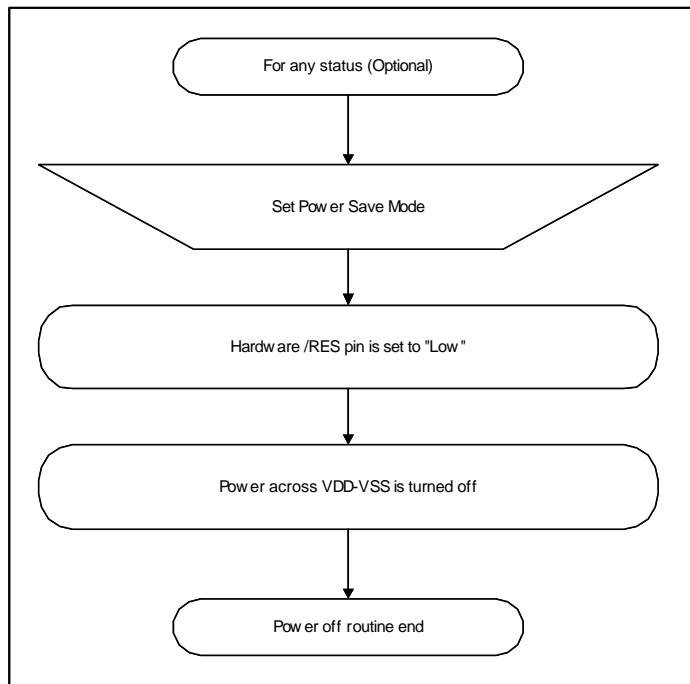 For any status (Optional)
Set Power Save Mode
Hardware /RES pin is set to "Low"
Power across VDD-VSS is turned off
Power off routine end